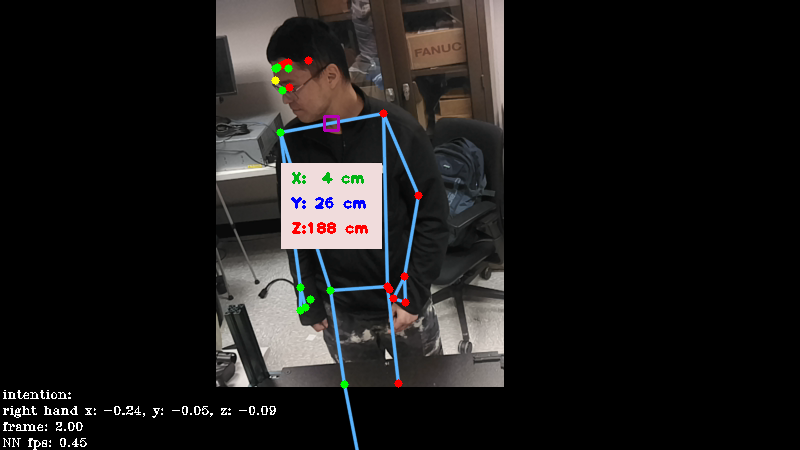 FANUC
X: 4 cm
Y: 26 cm
Z:188 cm
intention:
right hand x: -0.24, y: -0.05, z: -0.09
frame: 2.00
NN fps: 0.45